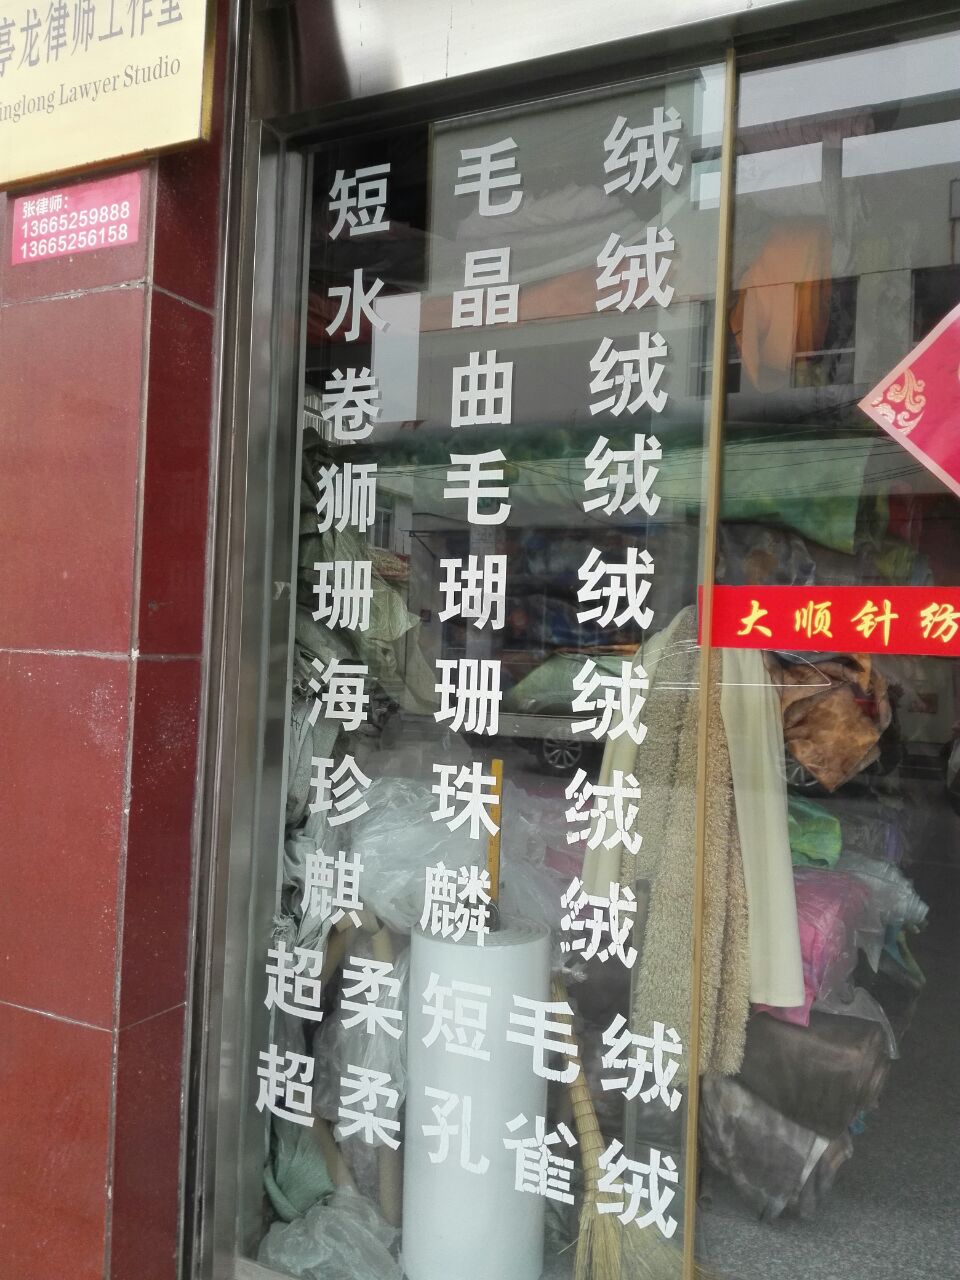 亭龙律师工作室
inglong Lawyer Studio
张律师：
13665259888
13665256158
短毛绒
水晶绒
卷曲绒
狮毛绒
珊瑚绒
海珊绒
珍珠绒
麒麟绒
超柔短毛绒
超柔孔雀绒
大顺针纺